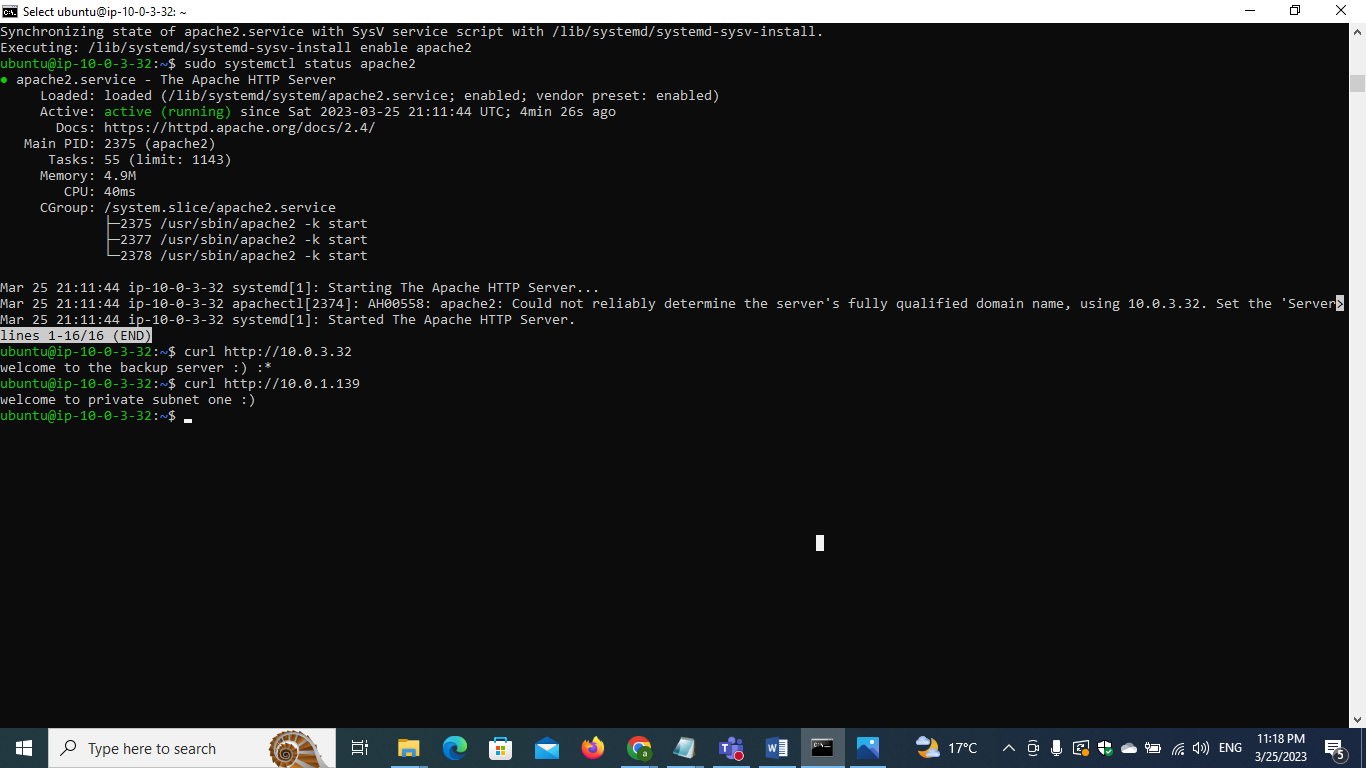 Select ubuntu@ip-10-0-3-32: ~
Synchronizing state of apache2.service with SysV service script with /lib/systemd/systemd-sysv-install.
Executing: /lib/systemd/systemd-sysv-install enable apache2
ubuntu@ip-10-0-3-32:~$ sudo systemctl status apache2
● apache2.service - The Apache HTTP Server
     Loaded: loaded (/lib/systemd/system/apache2.service; enabled; vendor preset: enabled)
     Active: active (running) since Sat 2023-03-25 21:11:44 UTC; 4min 26s ago
       Docs: https://httpd.apache.org/docs/2.4/
   Main PID: 2375 (apache2)
      Tasks: 55 (limit: 1143)
     Memory: 4.9M
        CPU: 40ms
     CGroup: /system.slice/apache2.service
             ├─2375 /usr/sbin/apache2 -k start
             ├─2377 /usr/sbin/apache2 -k start
             └─2378 /usr/sbin/apache2 -k start
Mar 25 21:11:44 ip-10-0-3-32 systemd[1]: Starting The Apache HTTP Server...
Mar 25 21:11:44 ip-10-0-3-32 apachectl[2374]: AH00558: apache2: Could not reliably determine the server's fully qualified domain name, using 10.0.3.32. Set the 'Server>
Mar 25 21:11:44 ip-10-0-3-32 systemd[1]: Started The Apache HTTP Server.
lines 1-16/16 (END)
ubuntu@ip-10-0-3-32:~$ curl http://10.0.3.32
welcome to the backup server :) :*
ubuntu@ip-10-0-3-32:~$ curl http://10.0.1.139
welcome to private subnet one :)
ubuntu@ip-10-0-3-32:~$
Type here to search
17°C
ENG
11:18 PM
3/25/2023
5